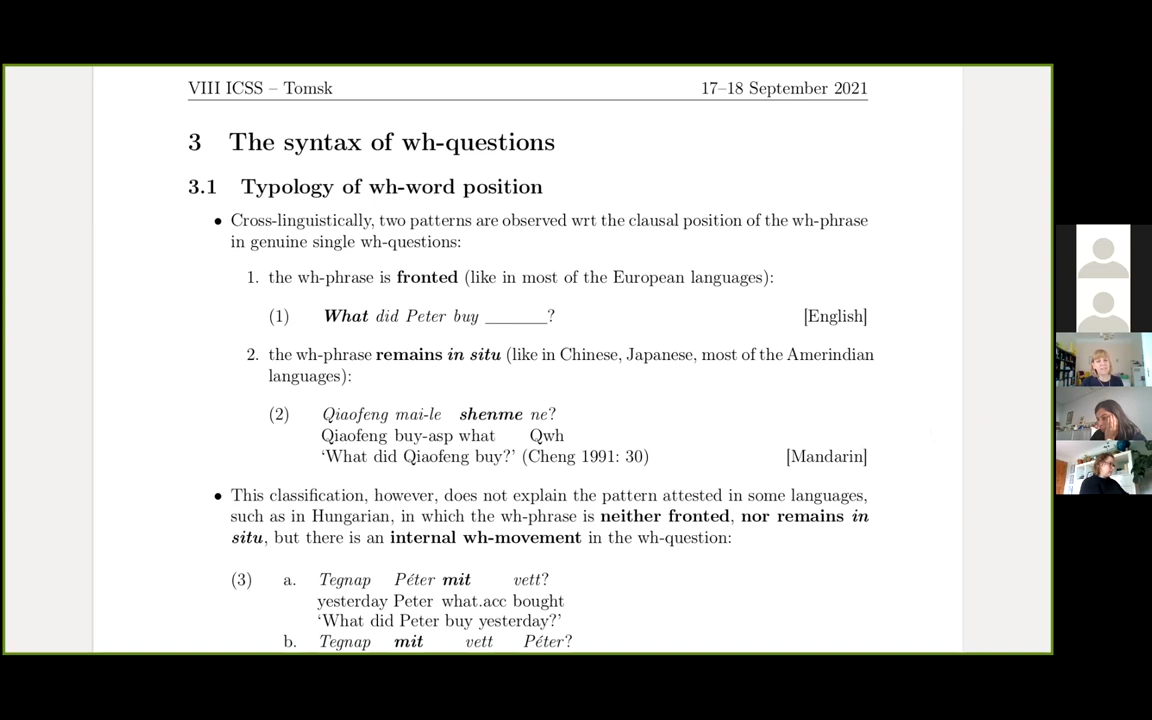 VIII ICSS – Tomsk 17–18 September 2021
3 The syntax of wh-questions
3.1 Typology of wh-word position
• Cross-linguistically, two patterns are observed wrt the clausal position of the wh-phrase
in genuine single wh-questions:
1. the wh-phrase is fronted (like in most of the European languages):
(1) What did Peter buy ______? [English]
2. the wh-phrase remains in situ (like in Chinese, Japanese, most of the Amerindian
languages):
(2) Qiaofeng mai-le shenme ne?
Qiaofeng buy-asp what Qwh
‘What did Qiaofeng buy?’ (Cheng 1991: 30) [Mandarin]
• This classification, however, does not explain the pattern attested in some languages,
such as in Hungarian, in which the wh-phrase is neither fronted, nor remains in
situ, but there is an internal wh-movement in the wh-question:
(3) a. Tegnap Péter mit vett?
yesterday Peter what.acc bought
‘What did Peter buy yesterday?’
b. Tegnap mit vett Péter?